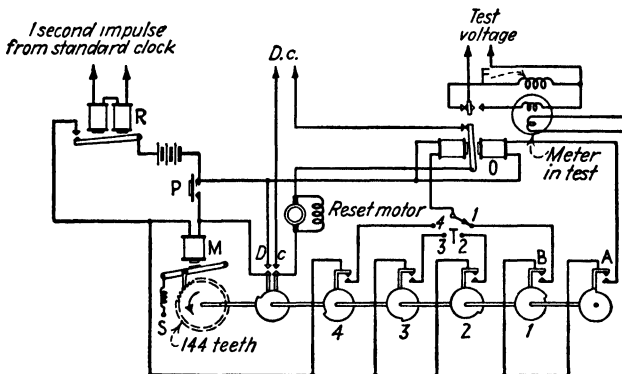 1 second impulse
from standard clock
D.c.
Test
voltage
F
R
P
O
Meter
in test
Reset motor
4
1
T
3
2
M
D
c
B
A
S
144 teeth
4
3
2
1